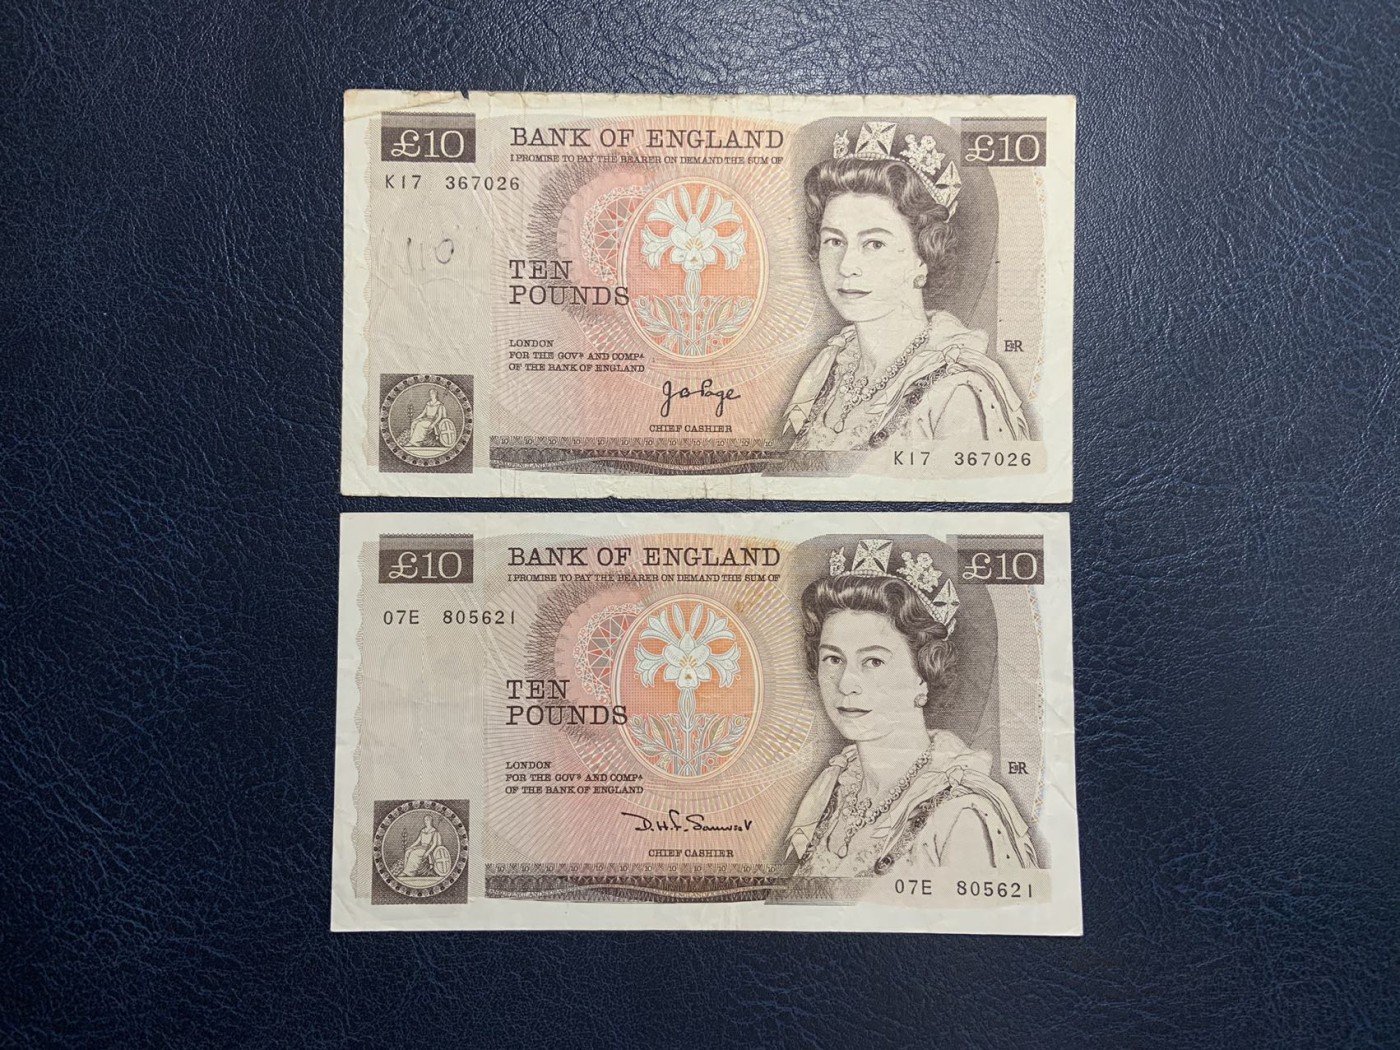 £10 BANK OF ENGLAND £10
I PROMISE TO PAY THE BEARER ON DEMAND THE SUM OF
K17 367026
110
TEN
POUNDS
LONDON
FOR THE GOVR AND COMPA
OF THE BANK OF ENGLAND
E·R
J B Page
CHIEF CASHIER
K17 367026
£10 BANK OF ENGLAND £10
I PROMISE TO PAY THE BEARER ON DEMAND THE SUM OF
07E 805621
TEN
POUNDS
LONDON
FOR THE GOVR AND COMPA
OF THE BANK OF ENGLAND
E·R
D.H.F. Somerset
CHIEF CASHIER
07E 805621